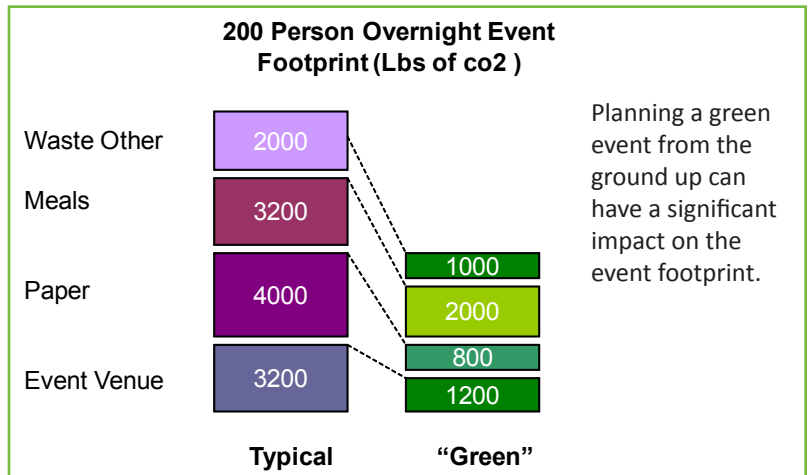 200 Person Overnight Event
Footprint (Lbs of co2 )
Waste Other
2000
Meals
3200
Paper
4000
Event Venue
3200
1000
2000
800
1200
Typical
“Green”
Planning a green
event from the
ground up can
have a significant
impact on the
event footprint.